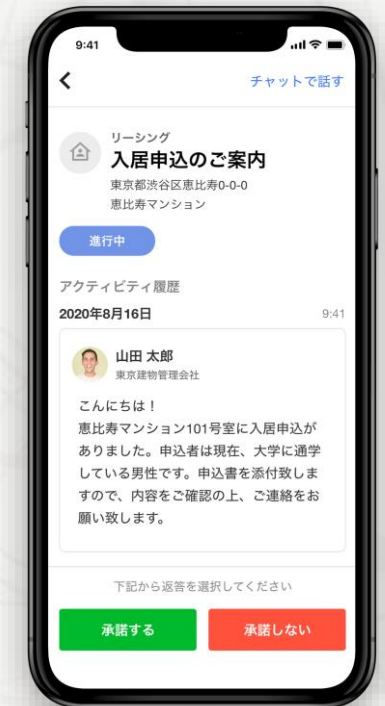 9:41
チャットで話す
リーシング
入居申込のご案内
東京都渋谷区恵比寿0-0-0
恵比寿マンション
進行中
アクティビティ履歴
2020年8月16日 9:41
山田 太郎
東京建物管理会社
こんにちは！
恵比寿マンション101号室に入居申込が
ありました。申込者は現在、大学に通学
している男性です。申込書を添付致しま
すので、内容をご確認の上、ご連絡をお
願い致します。
下記から返答を選択してください
承諾する 承諾しない